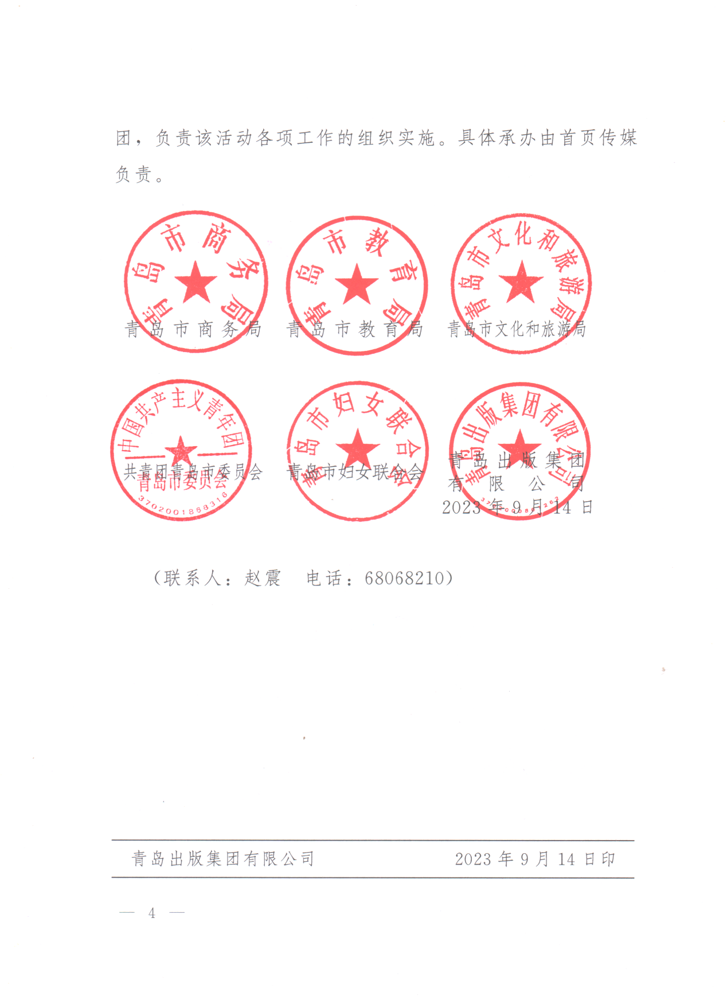 团，负责该活动各项工作的组织实施。具体承办由首页传媒
负责。
青岛市商务局
青岛市教育局
青岛市文化和旅游局
青岛市商务局 青岛市教育局 青岛市文化和旅游局
中国共产主义青年团
青岛市委员会
3702001868316
青岛市妇女联合会
青岛出版集团有限公司
共青团青岛市委员会 青岛市妇女联合会 青岛出版集团
有限公司
2023 年 9 月 14 日
（联系人：赵震 电话：68068210）
青岛出版集团有限公司 2023 年 9 月 14 日印
— 4 —